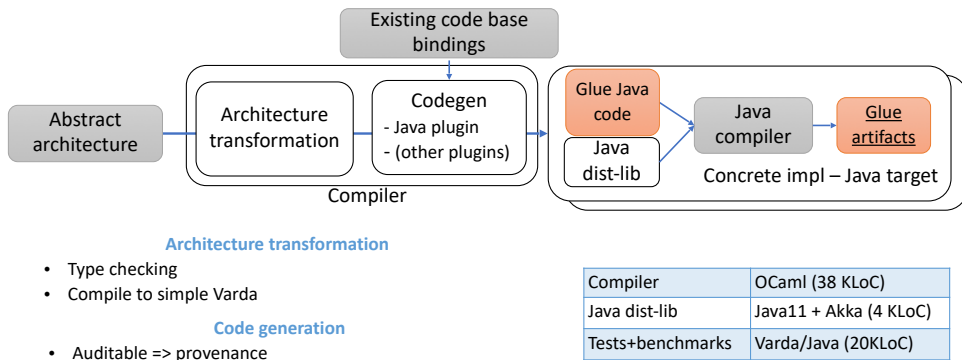 Existing code base
bindings
Abstract
architecture
Architecture
transformation
Codegen
- Java plugin
- (other plugins)
Compiler
Glue Java
code
Java
dist-lib
Java
compiler
Glue
artifacts
Concrete impl – Java target
Architecture transformation
• Type checking
• Compile to simple Varda
Code generation
• Auditable => provenance
Compiler OCaml (38 KLoC)
Java dist-lib Java11 + Akka (4 KLoC)
Tests+benchmarks Varda/Java (20KLoC)